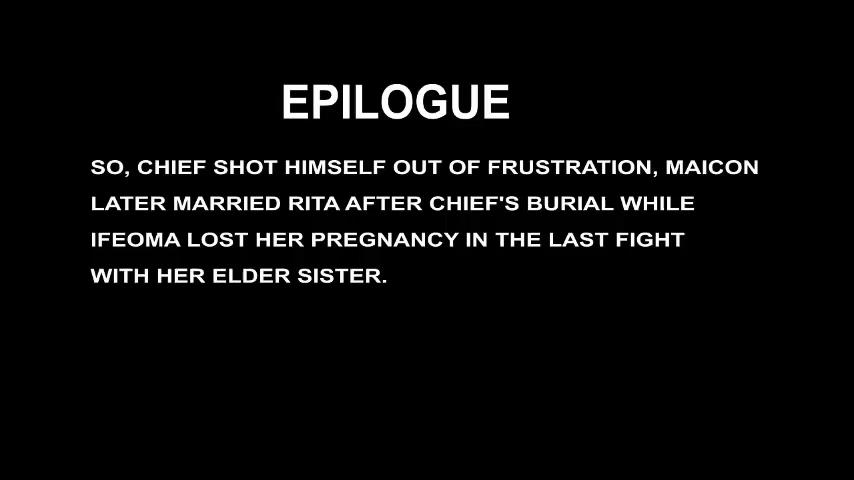 EPILOGUE
SO, CHIEF SHOT HIMSELF OUT OF FRUSTRATION, MAICON
LATER MARRIED RITA AFTER CHIEF'S BURIAL WHILE
IFEOMA LOST HER PREGNANCY IN THE LAST FIGHT
WITH HER ELDER SISTER.